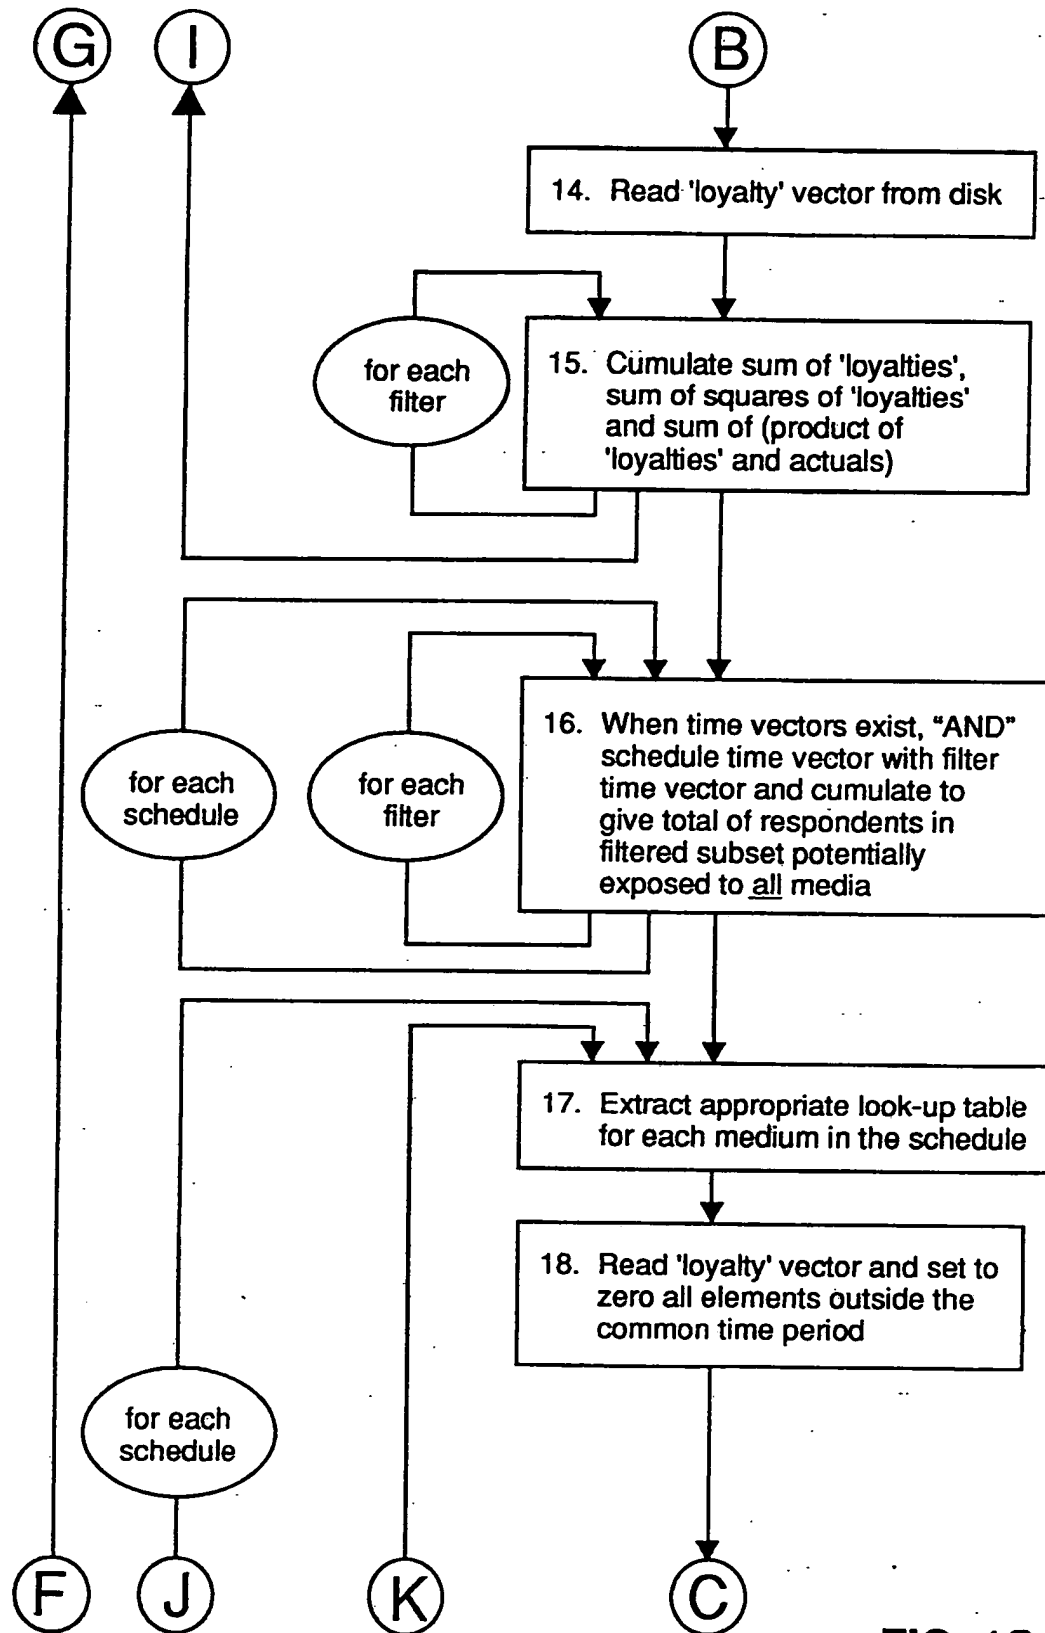 G I B
14. Read 'loyalty' vector from disk
for each
filter
15. Cumulate sum of 'loyalties',
sum of squares of 'loyalties'
and sum of (product of
'loyalties' and actuals)
for each
schedule
for each
filter
16. When time vectors exist, "AND"
schedule time vector with filter
time vector and cumulate to
give total of respondents in
filtered subset potentially
exposed to all media
17. Extract appropriate look-up table
for each medium in the schedule
18. Read 'loyalty' vector and set to
zero all elements outside the
common time period
for each
schedule
F J K C